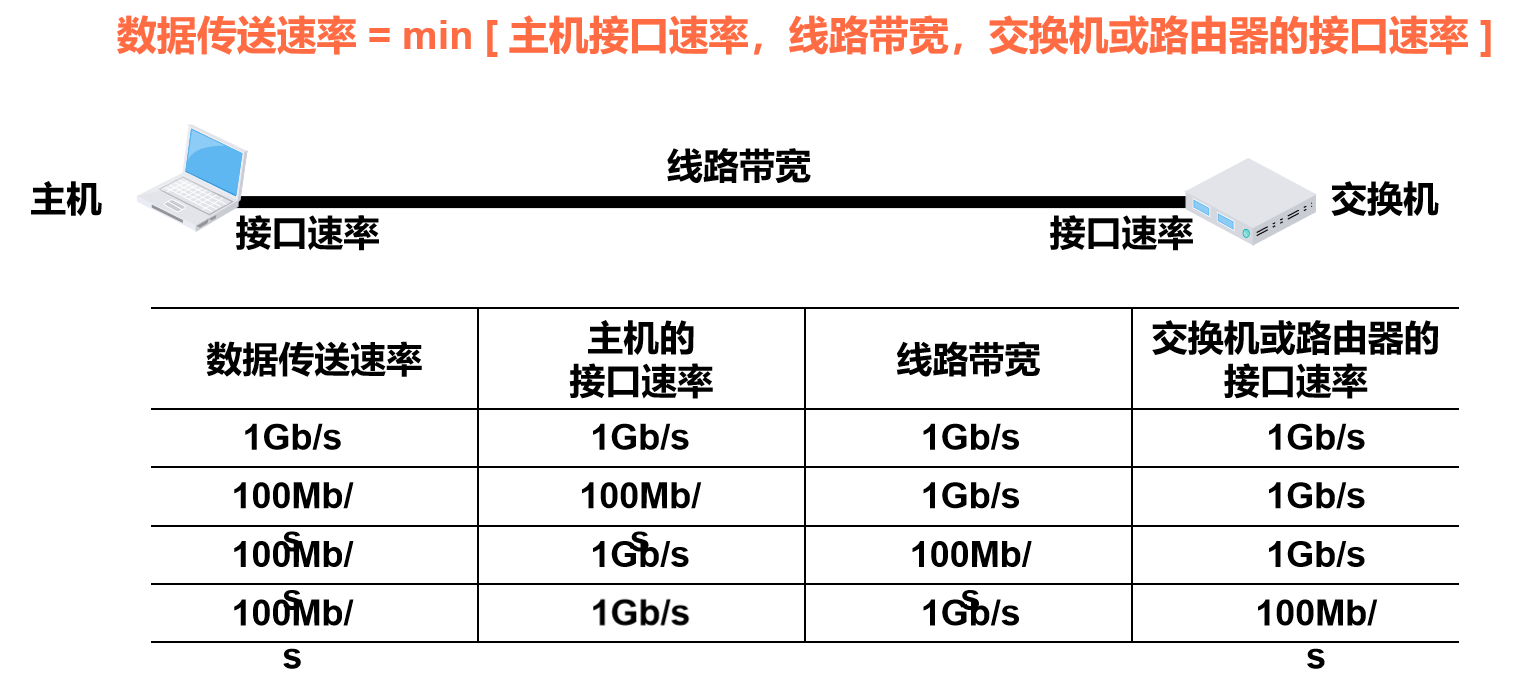 数据传送速率 = min [ 主机接口速率，线路带宽，交换机或路由器的接口速率 ]
线路带宽
主机
交换机
接口速率
接口速率
数据传送速率
主机的
接口速率
线路带宽
交换机或路由器的
接口速率
1Gb/s
1Gb/s
1Gb/s
1Gb/s
100Mb/
s
100Mb/
s
1Gb/s
1Gb/s
100Mb/
s
1Gb/s
100Mb/
s
1Gb/s
100Mb/
s
1Gb/s
1Gb/s
100Mb/
s